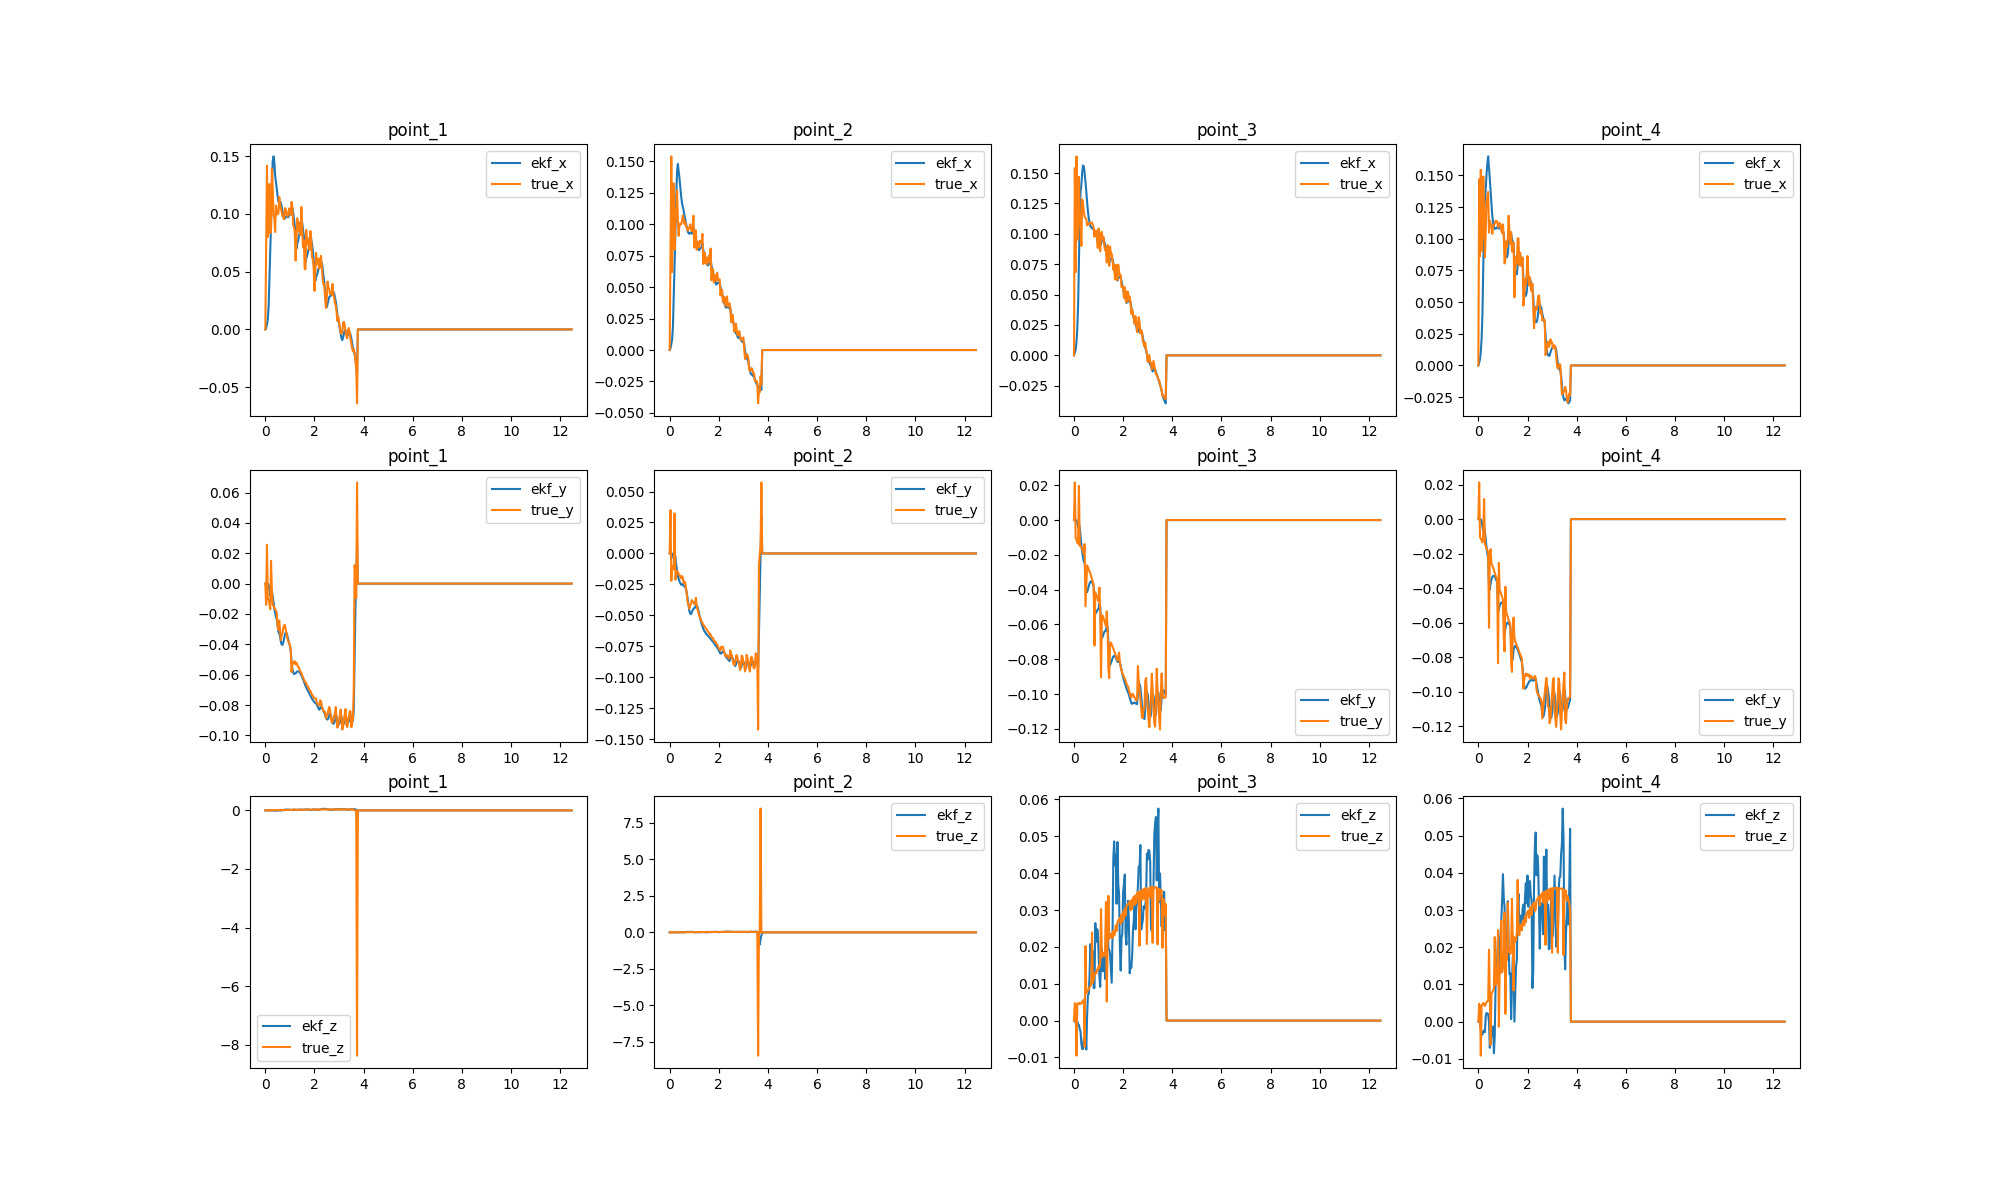 point_1 point_2 point_3 point_4
0.15 0.10 0.05 0.00 −0.05
0 2 4 6 8 10 12
ekf_x
true_x
0.150 0.125 0.100 0.075 0.050 0.025 0.000 −0.025 −0.050
0 2 4 6 8 10 12
ekf_x
true_x
0.150 0.125 0.100 0.075 0.050 0.025 0.000 −0.025
0 2 4 6 8 10 12
ekf_x
true_x
0.150 0.125 0.100 0.075 0.050 0.025 0.000 −0.025
0 2 4 6 8 10 12
ekf_x
true_x
point_1 point_2 point_3 point_4
0.06 0.04 0.02 0.00 −0.02 −0.04 −0.06 −0.08 −0.10
0 2 4 6 8 10 12
ekf_y
true_y
0.050 0.025 0.000 −0.025 −0.050 −0.075 −0.100 −0.125 −0.150
0 2 4 6 8 10 12
ekf_y
true_y
0.02 0.00 −0.02 −0.04 −0.06 −0.08 −0.10 −0.12
0 2 4 6 8 10 12
ekf_y
true_y
0.02 0.00 −0.02 −0.04 −0.06 −0.08 −0.10 −0.12
0 2 4 6 8 10 12
ekf_y
true_y
point_1 point_2 point_3 point_4
0 −2 −4 −6 −8
0 2 4 6 8 10 12
ekf_z
true_z
7.5 5.0 2.5 0.0 −2.5 −5.0 −7.5
0 2 4 6 8 10 12
ekf_z
true_z
0.06 0.05 0.04 0.03 0.02 0.01 0.00 −0.01
0 2 4 6 8 10 12
ekf_z
true_z
0.06 0.05 0.04 0.03 0.02 0.01 0.00 −0.01
0 2 4 6 8 10 12
ekf_z
true_z